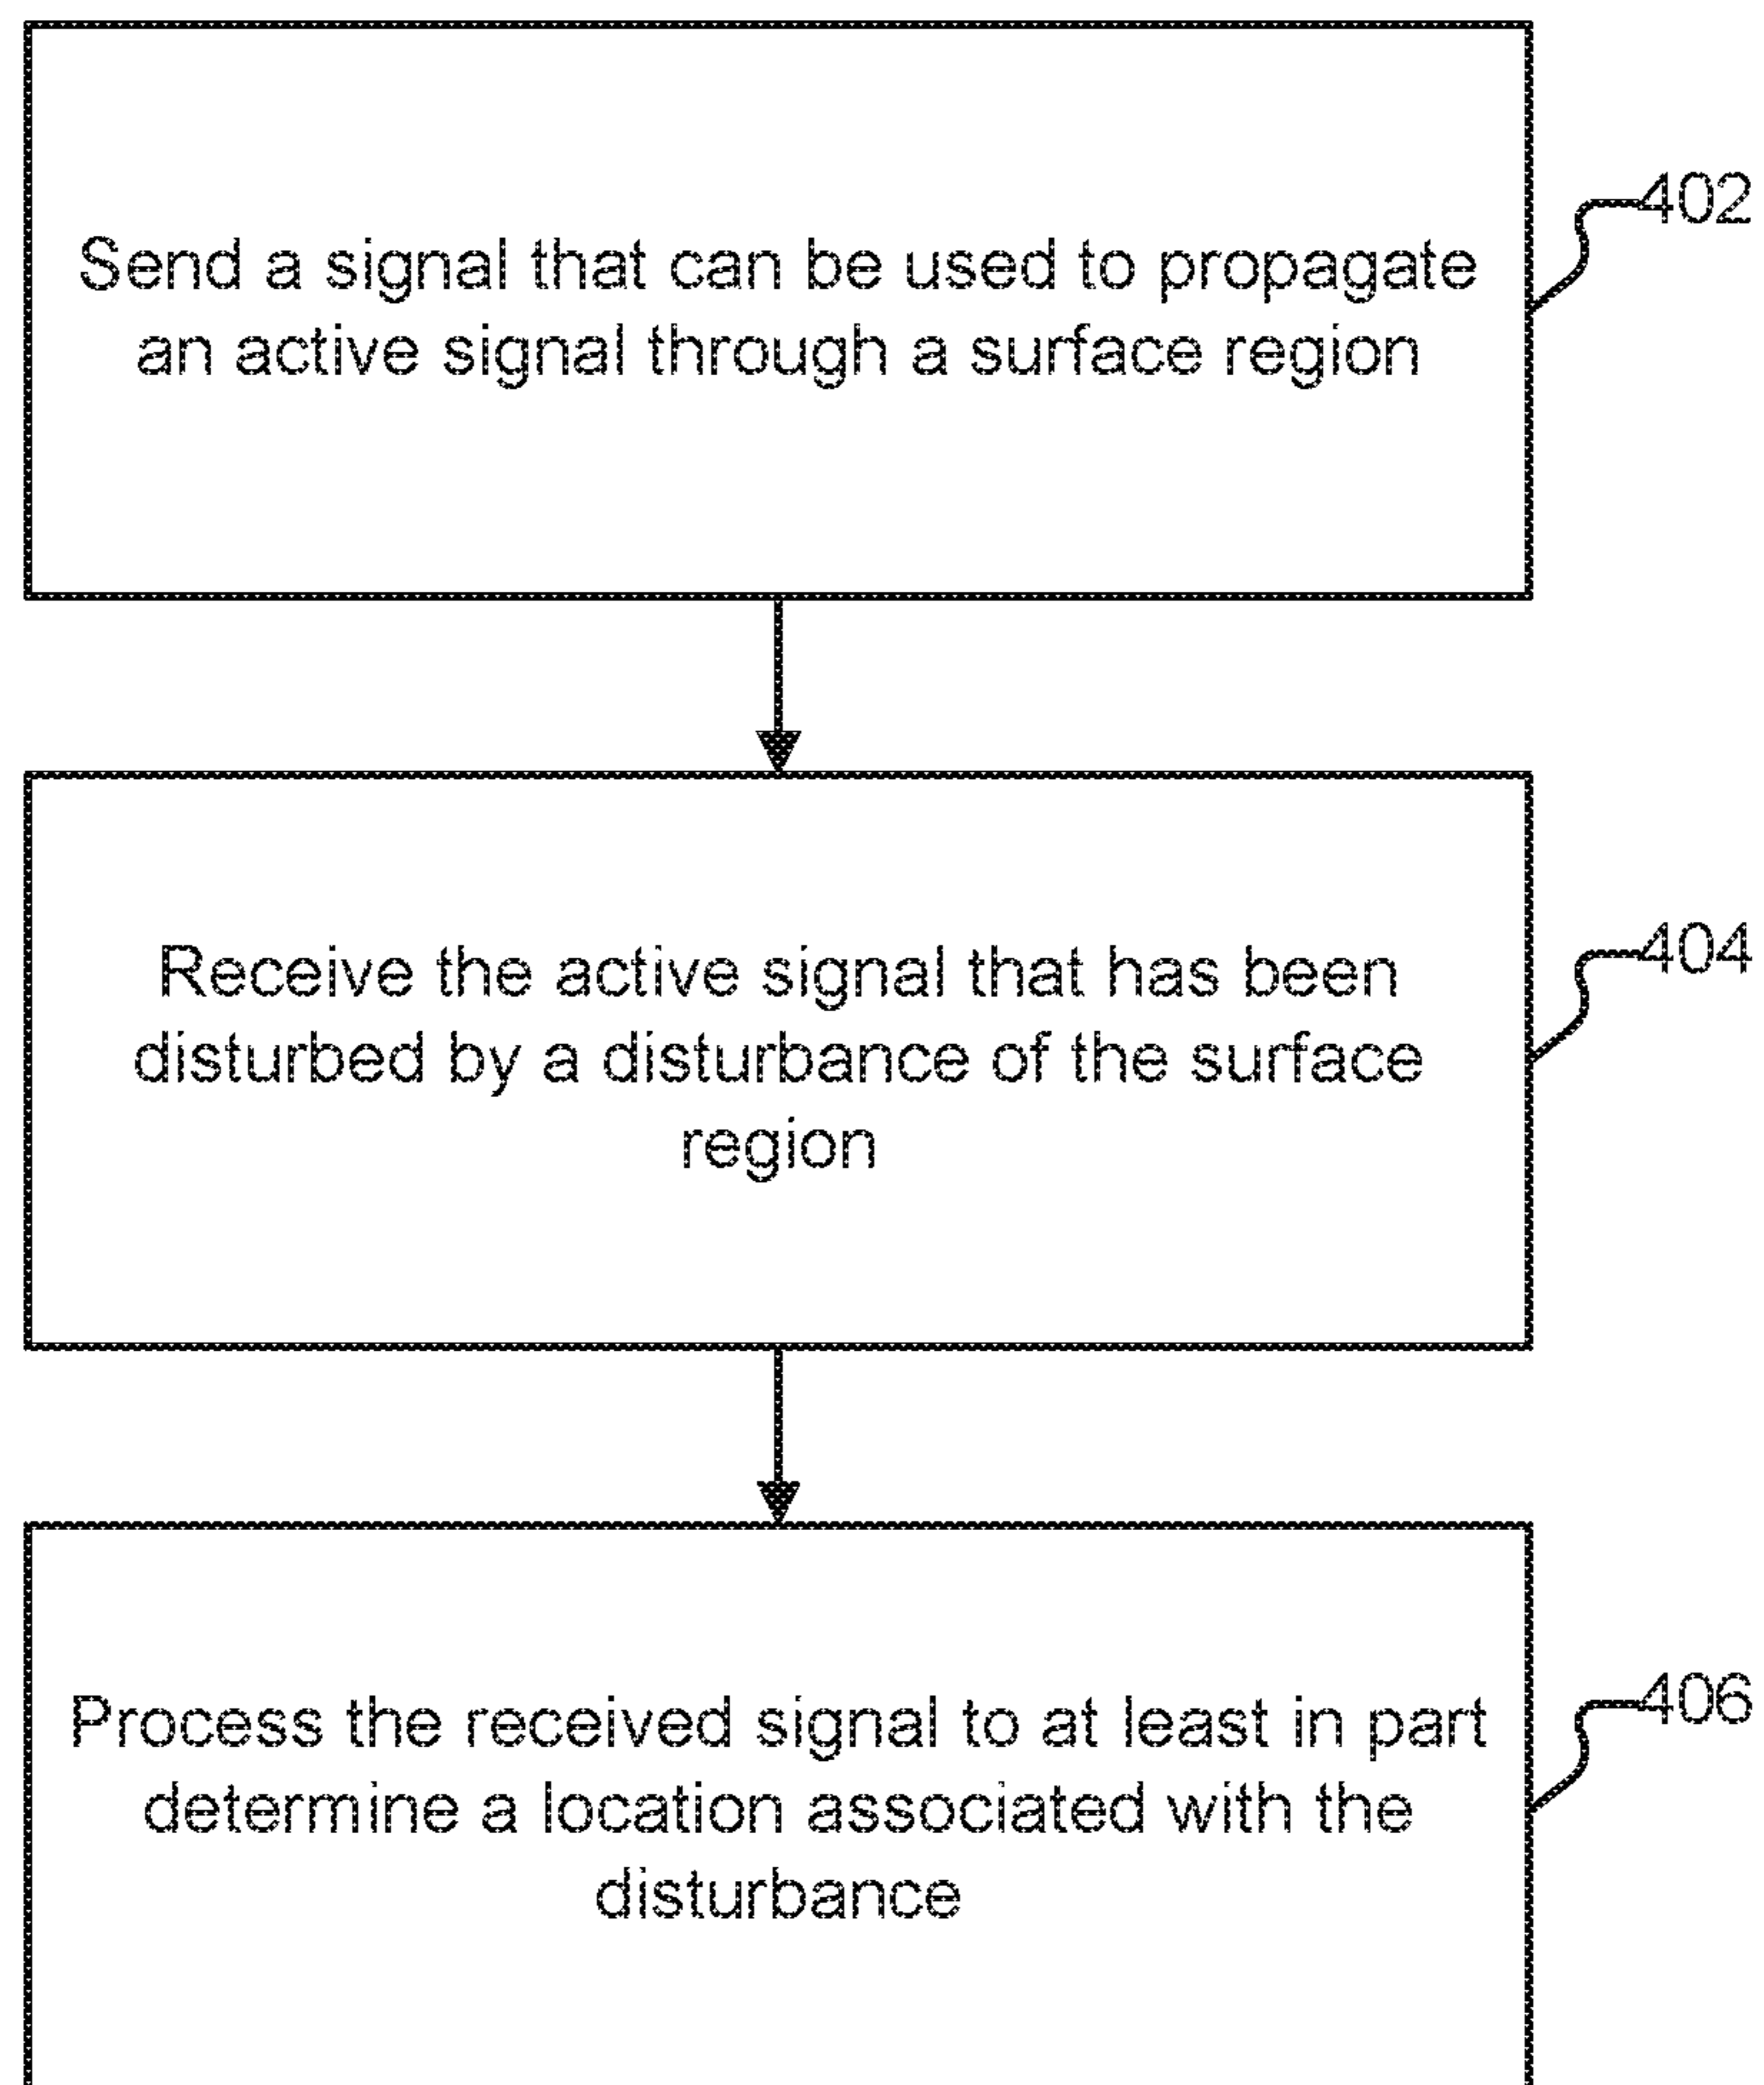 Send a signal that can be used to propagate
an active signal through a surface region
402
Receive the active signal that has been
disturbed by a disturbance of the surface
region
404
Process the received signal to at least in part
determine a location associated with the
disturbance
406